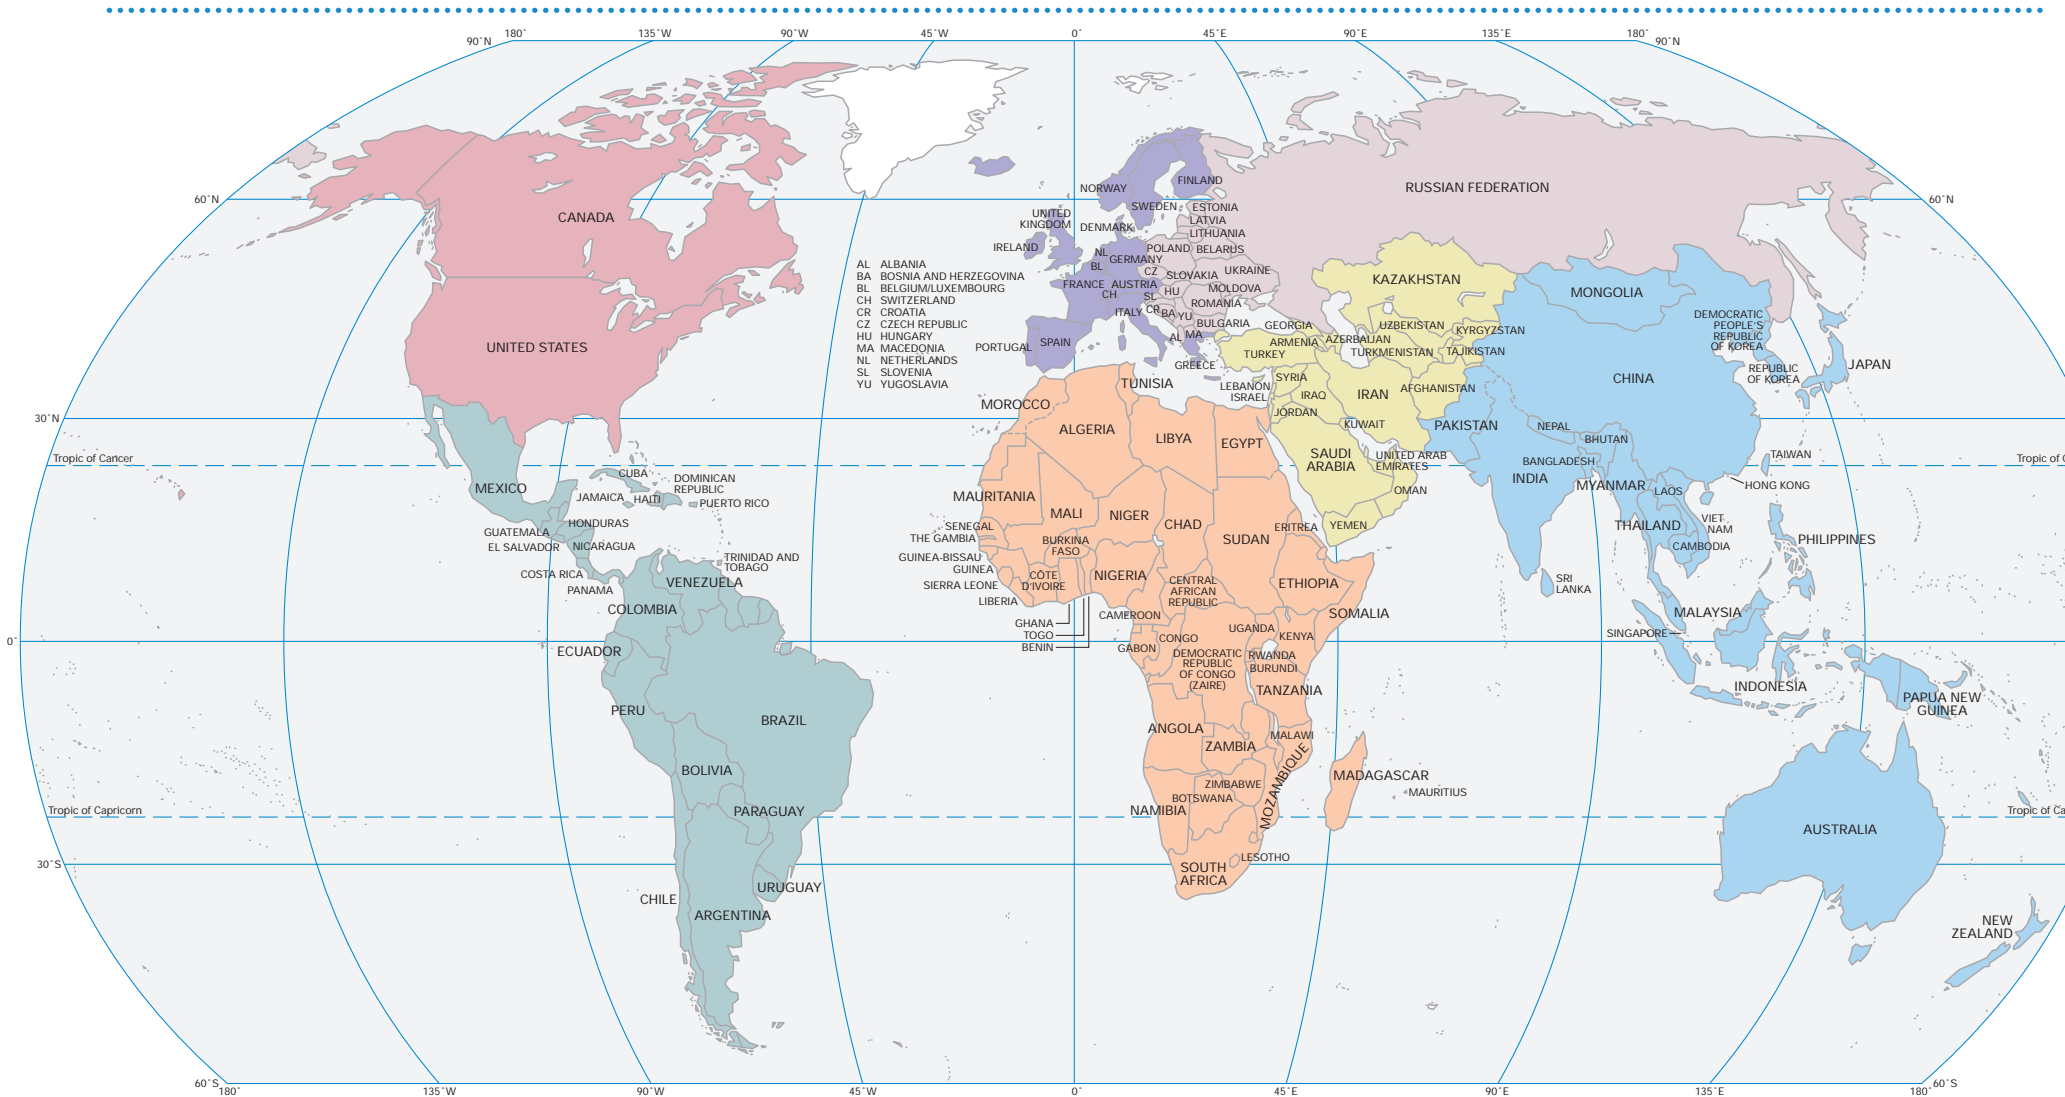 180°
135°W
90°W
45°W
0°
45°E
90°E
135°E
180°
90°N
90°N
60°N
60°N
30°N
Tropic of Cancer
Tropic of C
0°
Tropic of Capricorn
Tropic of Ca
30°S
60°S
60°S
180°
135°W
90°W
45°W
0°
45°E
90°E
135°E
180°
CANADA
UNITED STATES
MEXICO
CUBA
DOMINICAN
REPUBLIC
JAMAICA
HAITI
PUERTO RICO
HONDURAS
GUATEMALA
EL SALVADOR
NICARAGUA
COSTA RICA
PANAMA
TRINIDAD AND
TOBAGO
VENEZUELA
COLOMBIA
ECUADOR
PERU
BRAZIL
BOLIVIA
PARAGUAY
CHILE
URUGUAY
ARGENTINA
AL ALBANIA
BA BOSNIA AND HERZEGOVINA
BL BELGIUM/LUXEMBOURG
CH SWITZERLAND
CR CROATIA
CZ CZECH REPUBLIC
HU HUNGARY
MA MACEDONIA
NL NETHERLANDS
SL SLOVENIA
YU YUGOSLAVIA
NORWAY
FINLAND
SWEDEN
UNITED
KINGDOM
IRELAND
DENMARK
ESTONIA
LATVIA
LITHUANIA
POLAND
BELARUS
NL
GERMANY
BL
CZ
SLOVAKIA
UKRAINE
FRANCE
AUSTRIA
CH
HU
MOLDOVA
SL
ROMANIA
ITALY
CR
BA
YU
BULGARIA
AL
MA
PORTUGAL
SPAIN
GREECE
RUSSIAN FEDERATION
KAZAKHSTAN
GEORGIA
ARMENIA
AZERBAIJAN
UZBEKISTAN
KYRGYZSTAN
TURKEY
TURKMENISTAN
TAJIKISTAN
SYRIA
LEBANON
ISRAEL
IRAQ
IRAN
AFGHANISTAN
JORDAN
KUWAIT
SAUDI
ARABIA
UNITED ARAB
EMIRATES
OMAN
YEMEN
MONGOLIA
DEMOCRATIC
PEOPLE'S
REPUBLIC
OF KOREA
REPUBLIC
OF KOREA
JAPAN
CHINA
PAKISTAN
NEPAL
BHUTAN
BANGLADESH
INDIA
MYANMAR
LAOS
TAIWAN
HONG KONG
THAILAND
VIET-
NAM
CAMBODIA
PHILIPPINES
SRI
LANKA
MALAYSIA
SINGAPORE
INDONESIA
PAPUA NEW
GUINEA
AUSTRALIA
NEW
ZEALAND
TUNISIA
MOROCCO
ALGERIA
LIBYA
EGYPT
MAURITANIA
MALI
NIGER
CHAD
SUDAN
ERITREA
SENEGAL
THE GAMBIA
BURKINA
FASO
GUINEA-BISSAU
GUINEA
SIERRA LEONE
CÔTE
D'IVOIRE
LIBERIA
NIGERIA
CENTRAL
AFRICAN
REPUBLIC
ETHIOPIA
SOMALIA
GHANA
TOGO
BENIN
CAMEROON
CONGO
GABON
UGANDA
KENYA
DEMOCRATIC
REPUBLIC
OF CONGO
(ZAIRE)
RWANDA
BURUNDI
TANZANIA
ANGOLA
ZAMBIA
MALAWI
MOZAMBIQUE
ZIMBABWE
BOTSWANA
NAMIBIA
MADAGASCAR
MAURITIUS
LESOTHO
SOUTH
AFRICA